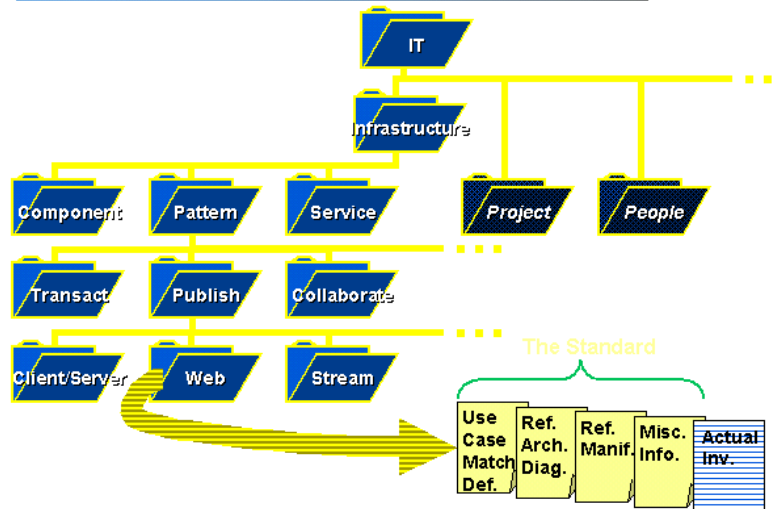 IT
Infrastructure
Component
Pattern
Service
Project
People
Transact
Publish
Collaborate
Client/Server
Web
Stream
The Standard
Use
Case
Match
Def.
Ref.
Arch.
Diag.
Ref.
Manif.
Misc.
Info.
Actual
Inv.